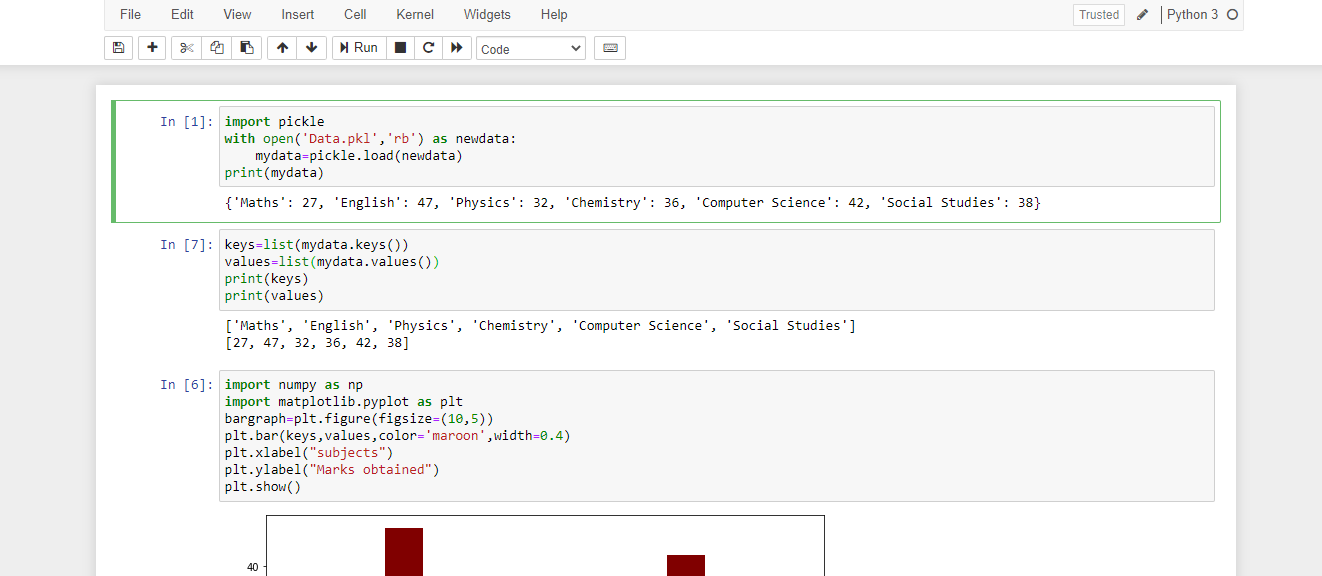 File Edit View Insert Cell Kernel Widgets Help Trusted Python 3
Run Code
In [1]: import pickle
with open('Data.pkl','rb') as newdata:
    mydata=pickle.load(newdata)
print(mydata)
{'Maths': 27, 'English': 47, 'Physics': 32, 'Chemistry': 36, 'Computer Science': 42, 'Social Studies': 38}
In [7]: keys=list(mydata.keys())
values=list(mydata.values())
print(keys)
print(values)
['Maths', 'English', 'Physics', 'Chemistry', 'Computer Science', 'Social Studies']
[27, 47, 32, 36, 42, 38]
In [6]: import numpy as np
import matplotlib.pyplot as plt
bargraph=plt.figure(figsize=(10,5))
plt.bar(keys,values,color='maroon',width=0.4)
plt.xlabel("subjects")
plt.ylabel("Marks obtained")
plt.show()
40